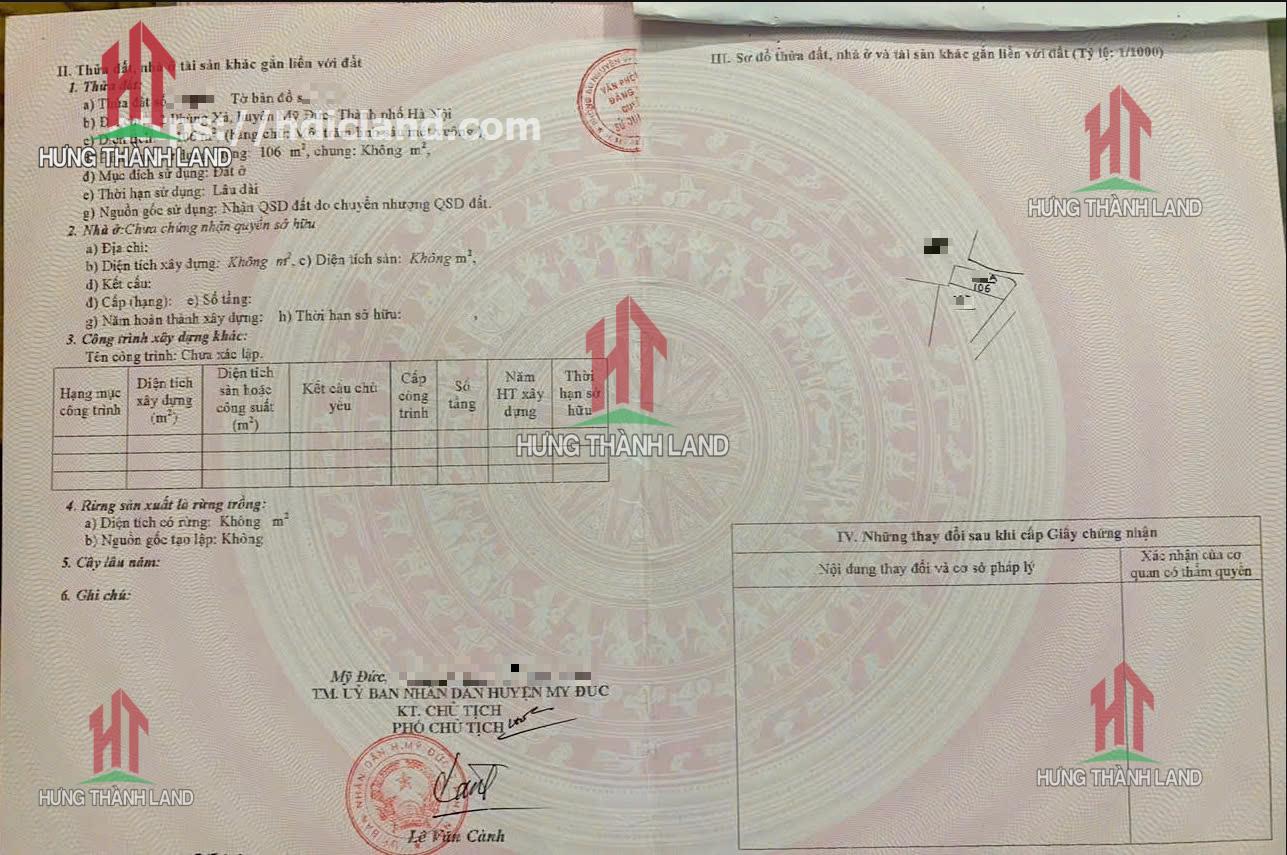 II. Thửa đất, nhà ở tài sản khác gắn liền với đất
1. Thửa đất:
a) Thửa đất số Tờ bản đồ s
b) Phùng Xá, Huyện Mỹ Đức, Thành phố Hà Nội
https://htland.com
106 m², chung: Không m²,
HƯNG THÀNH LAND
đ) Mục đích sử dụng: Đất ở
e) Thời hạn sử dụng: Lâu dài
g) Nguồn gốc sử dụng: Nhận QSD đất do chuyển nhượng QSD đất.
2. Nhà ở: Chưa chứng nhận quyền sở hữu
a) Địa chỉ:
b) Diện tích xây dựng: Không m², c) Diện tích sàn: Không m²,
d) Kết cấu:
đ) Cấp (hạng): e) Số tầng:
g) Năm hoàn thành xây dựng: h) Thời hạn sở hữu: ,
3. Công trình xây dựng khác:
Tên công trình: Chưa xác lập.
Hạng mục công trình
Diện tích xây dựng (m²)
Diện tích sàn hoặc công suất (m²)
Kết cấu chủ yếu
Cấp công trình
Số tầng
Năm HT xây dựng
Thời hạn sở hữu
HT
HƯNG THÀNH LAND
4. Rừng sản xuất là rừng trồng:
a) Diện tích có rừng: Không m²
b) Nguồn gốc tạo lập: Không
5. Cây lâu năm:
6. Ghi chú:
Mỹ Đức,
TM. UỶ BAN NHÂN DÂN HUYỆN MỸ ĐỨC
KT. CHỦ TỊCH
PHÓ CHỦ TỊCH
Lê Văn Cảnh
HT
HƯNG THÀNH LAND
III. Sơ đồ thửa đất, nhà ở và tài sản khác gắn liền với đất (Tỷ lệ: 1/1000)
HT
HƯNG THÀNH LAND
106
IV. Những thay đổi sau khi cấp Giấy chứng nhận
Nội dung thay đổi và cơ sở pháp lý
Xác nhận của cơ quan có thẩm quyền
HT
HƯNG THÀNH LAND